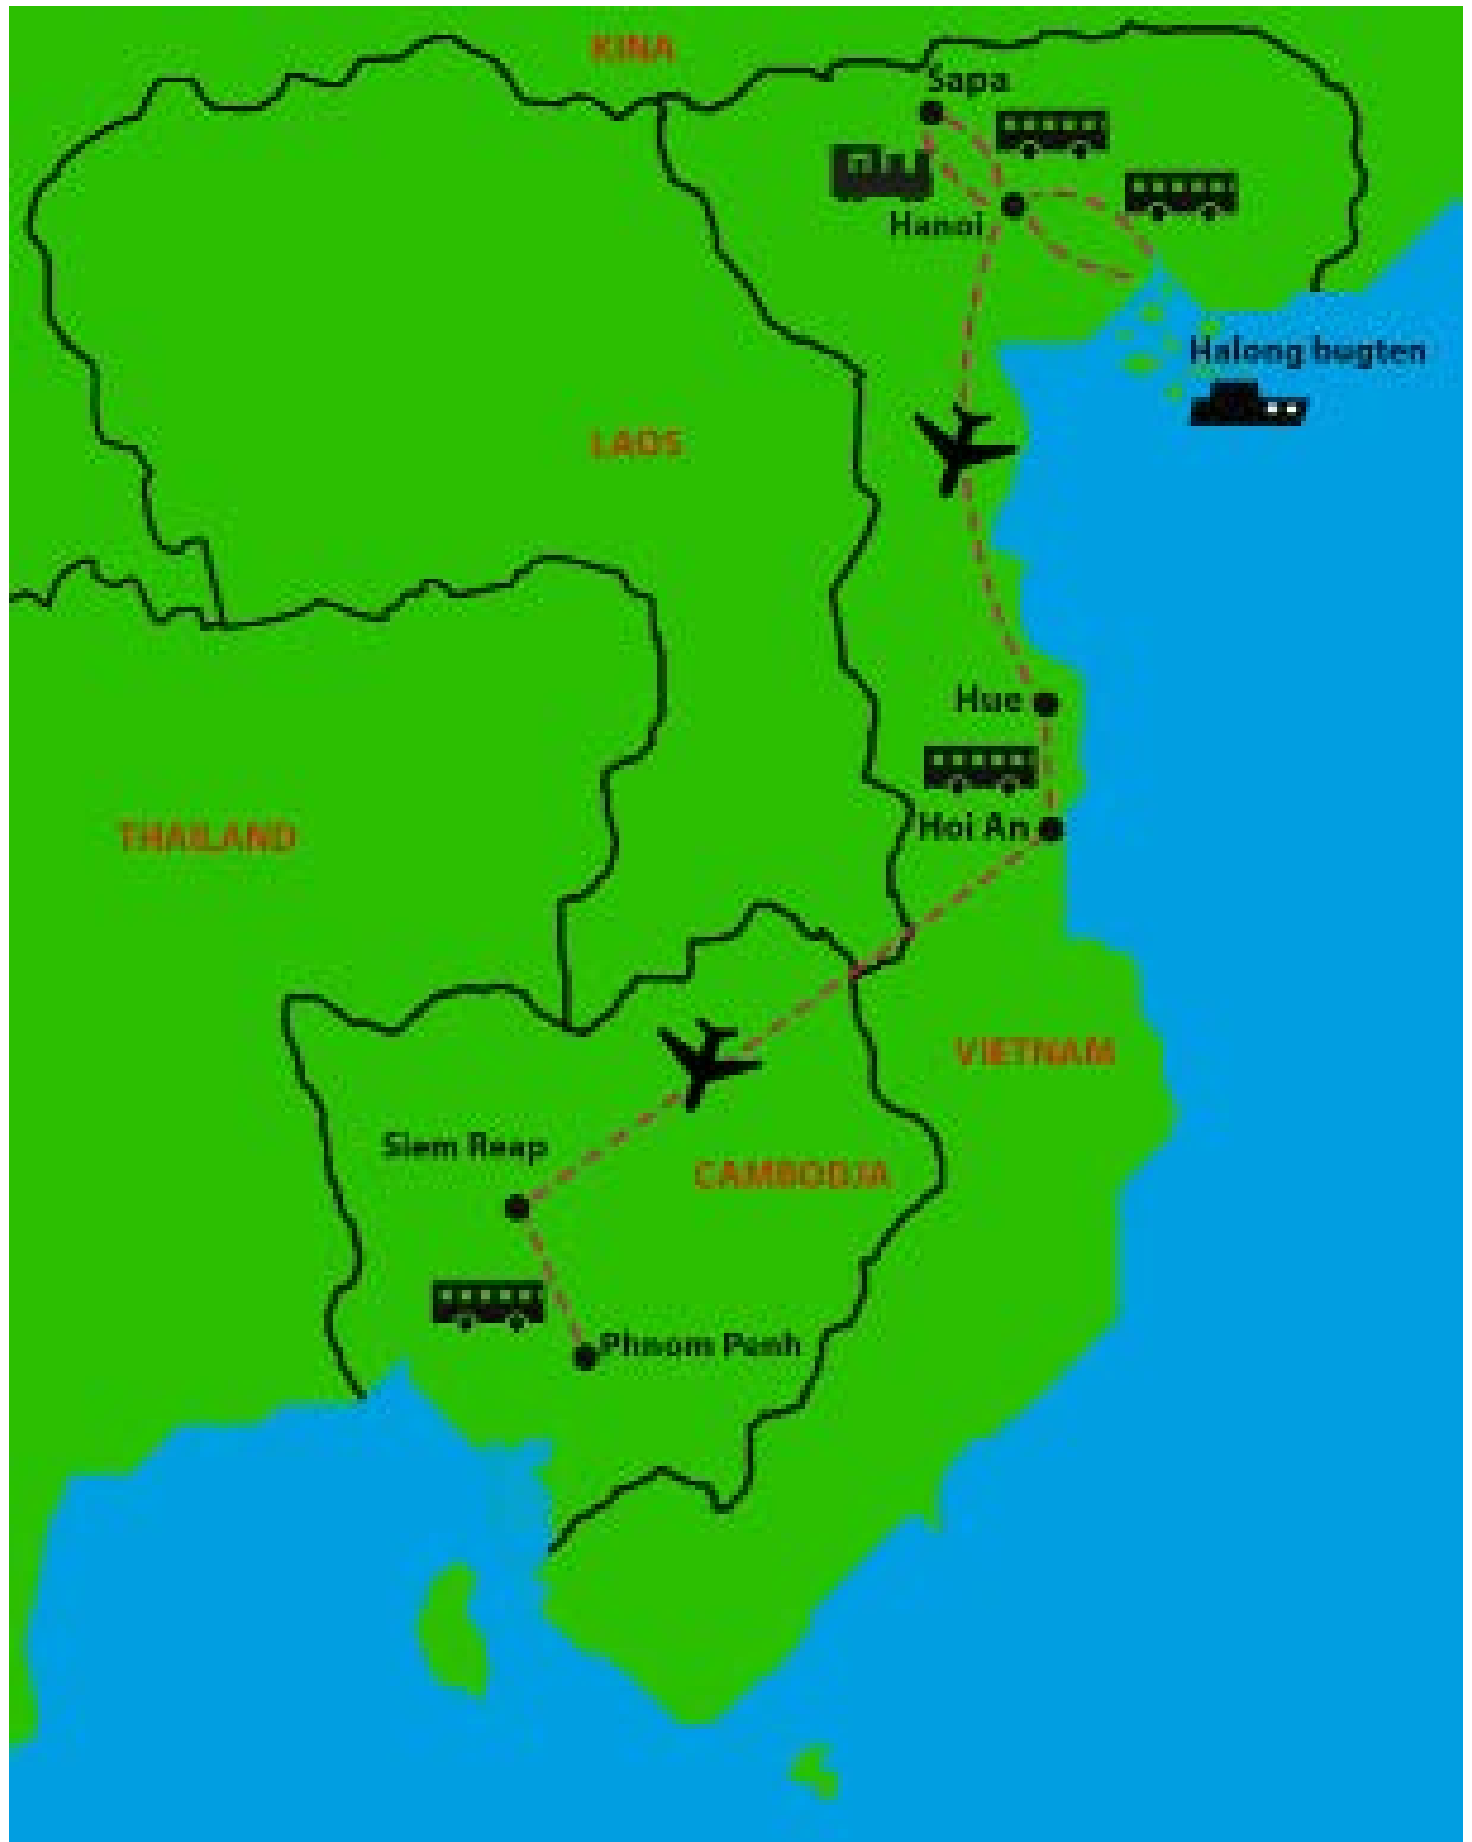 KINA
Sapa
Hanoi
Halong bugten
LAOS
Hue
Hoi An
THAILAND
VIETNAM
Siem Reap
CAMBODJA
Phnom Penh